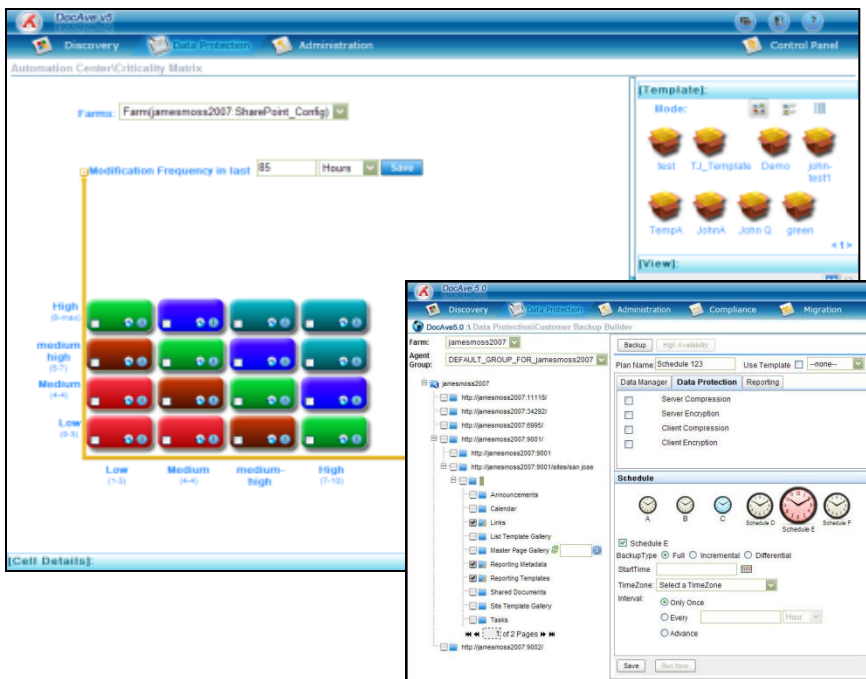 DocAve v5
Discovery Data Protection Administration Control Panel
Automation Center\Criticality Matrix
Farms: Farm(jamesmoss2007:SharePoint_Config)
Modification Frequency in last 85 Hours Save
High
(0-max)
medium
high
(5-7)
Medium
(4-4)
Low
(0-3)
Low Medium medium- High
(1-3) (4-4) high (7-10)
[Cell Details]:
[Template]:
Mode:
test TJ_Template Demo john-
test1
TempA JohnA John Q green
<1>
[View]:
DocAve 5.0
Discovery Data Protection Administration Compliance Migration
DocAve5.0 :\ Data Protection\Customer Backup Builder
Farm: jamesmoss2007
Agent
Group: DEFAULT_GROUP_FOR_jamesmoss2007
jamesmoss2007
http://jamesmoss2007:11118/
http://jamesmoss2007:34292/
http://jamesmoss2007:6995/
http://jamesmoss2007:9001/
http://jamesmoss2007:9001
http://jamesmoss2007:9001/sites/san jose
Announcements
Calendar
Links
List Template Gallery
Master Page Gallery
Reporting Metadata
Reporting Templates
Shared Documents
Site Template Gallery
Tasks
1 of 2 Pages
http://jamesmoss2007:9002/
Backup High Availability
Plan Name: Schedule 123 Use Template --none--
Data Manager Data Protection Reporting
Server Compression
Server Encryption
Client Compression
Client Encryption
Schedule
A B C Schedule D Schedule E Schedule F
Schedule E
BackupType Full Incremental Differential
StartTime
TimeZone: Select a TimeZone
Interval: Only Once
Every Hour
Advance
Save Run Now